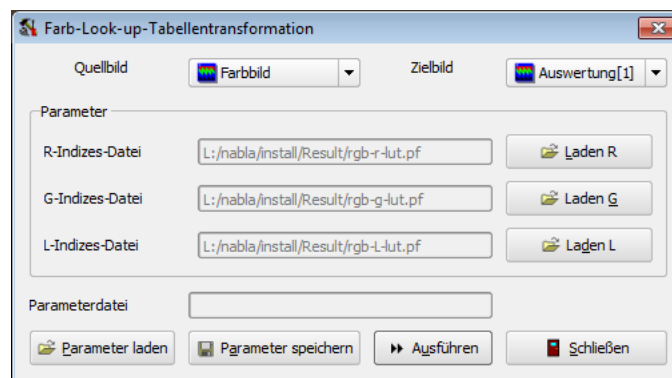 Farb-Look-up-Tabellentransformation
Quellbild Farbbild Zielbild Auswertung[1]
Parameter
R-Indizes-Datei L:/nabla/install/Result/rgb-r-lut.pf Laden R
G-Indizes-Datei L:/nabla/install/Result/rgb-g-lut.pf Laden G
L-Indizes-Datei L:/nabla/install/Result/rgb-L-lut.pf Laden L
Parameterdatei
Parameter laden Parameter speichern Ausführen Schließen